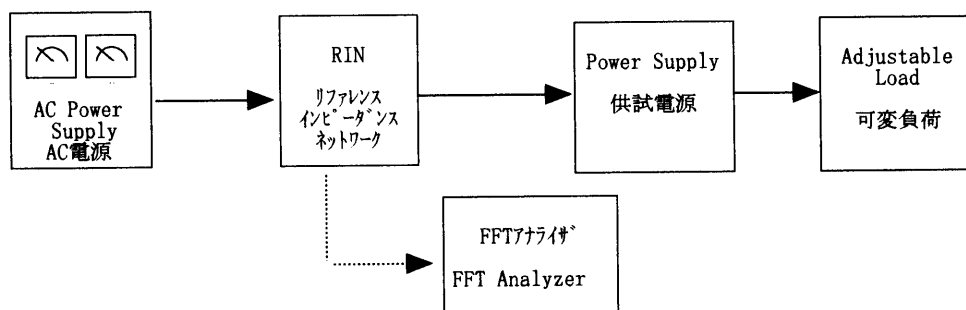 AC Power
Supply
AC電源
RIN
リファレンス
インピーダンス
ネットワーク
Power Supply
供試電源
Adjustable
Load
可変負荷
FFTアナライザ
FFT Analyzer